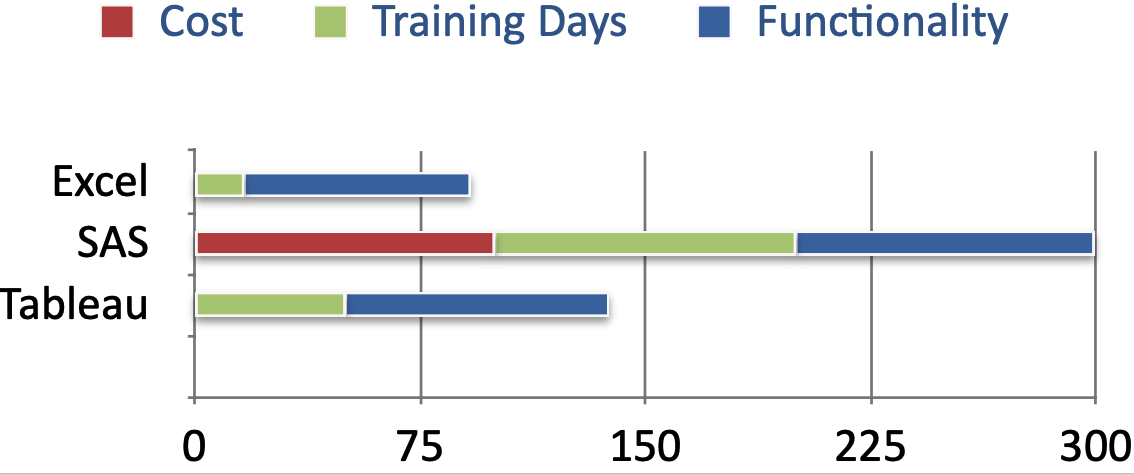 Cost Training Days Functionality
Excel
SAS
Tableau
0 75 150 225 300